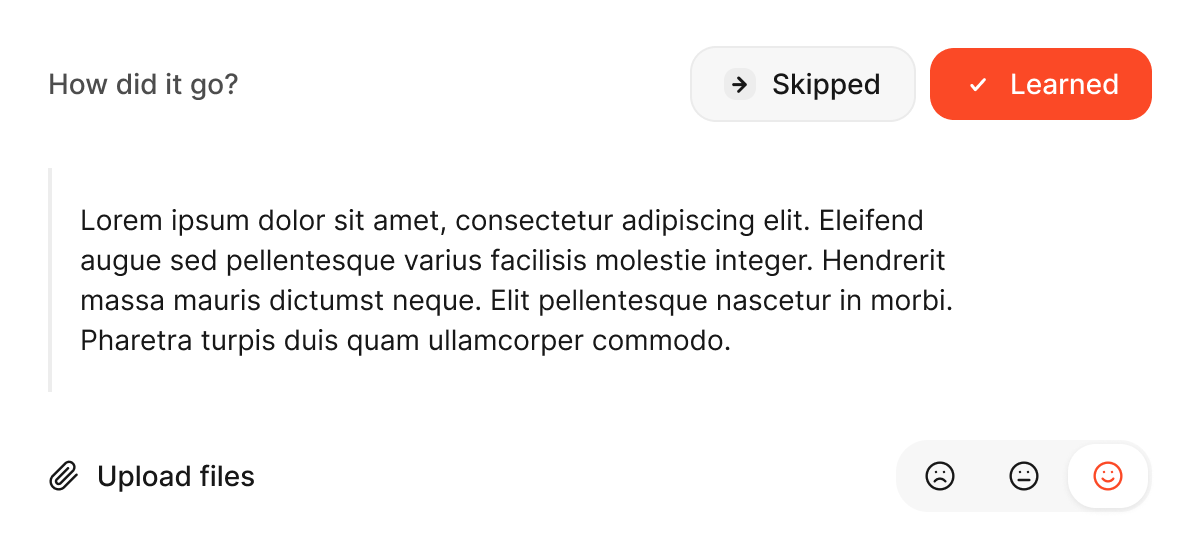 How did it go?
Skipped
Learned
Lorem ipsum dolor sit amet, consectetur adipiscing elit. Eleifend
augue sed pellentesque varius facilisis molestie integer. Hendrerit
massa mauris dictumst neque. Elit pellentesque nascetur in morbi.
Pharetra turpis duis quam ullamcorper commodo.
Upload files